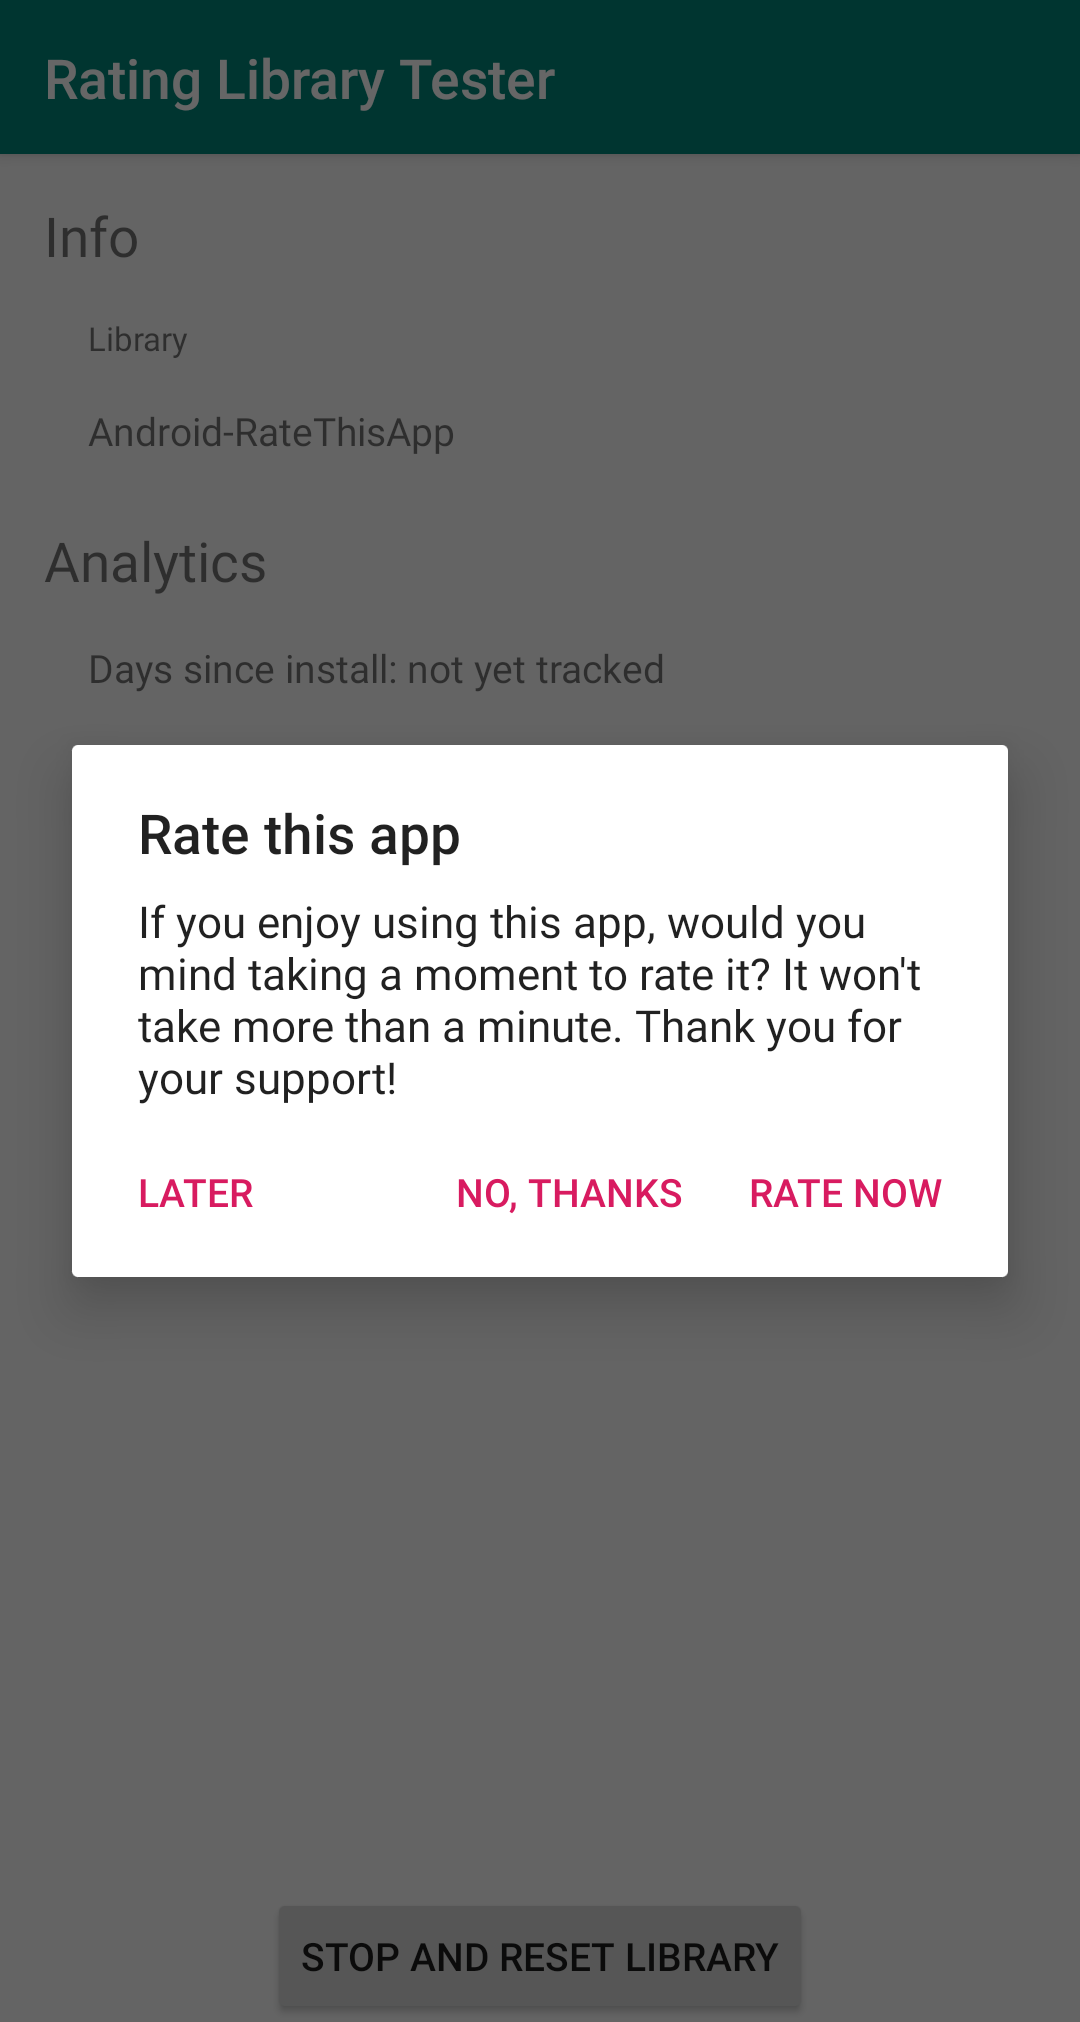 Rating Library Tester
Info
Library
Android-RateThisApp
Analytics
Days since install: not yet tracked
Rate this app
If you enjoy using this app, would you
mind taking a moment to rate it? It won't
take more than a minute. Thank you for
your support!
LATER NO, THANKS RATE NOW
STOP AND RESET LIBRARY